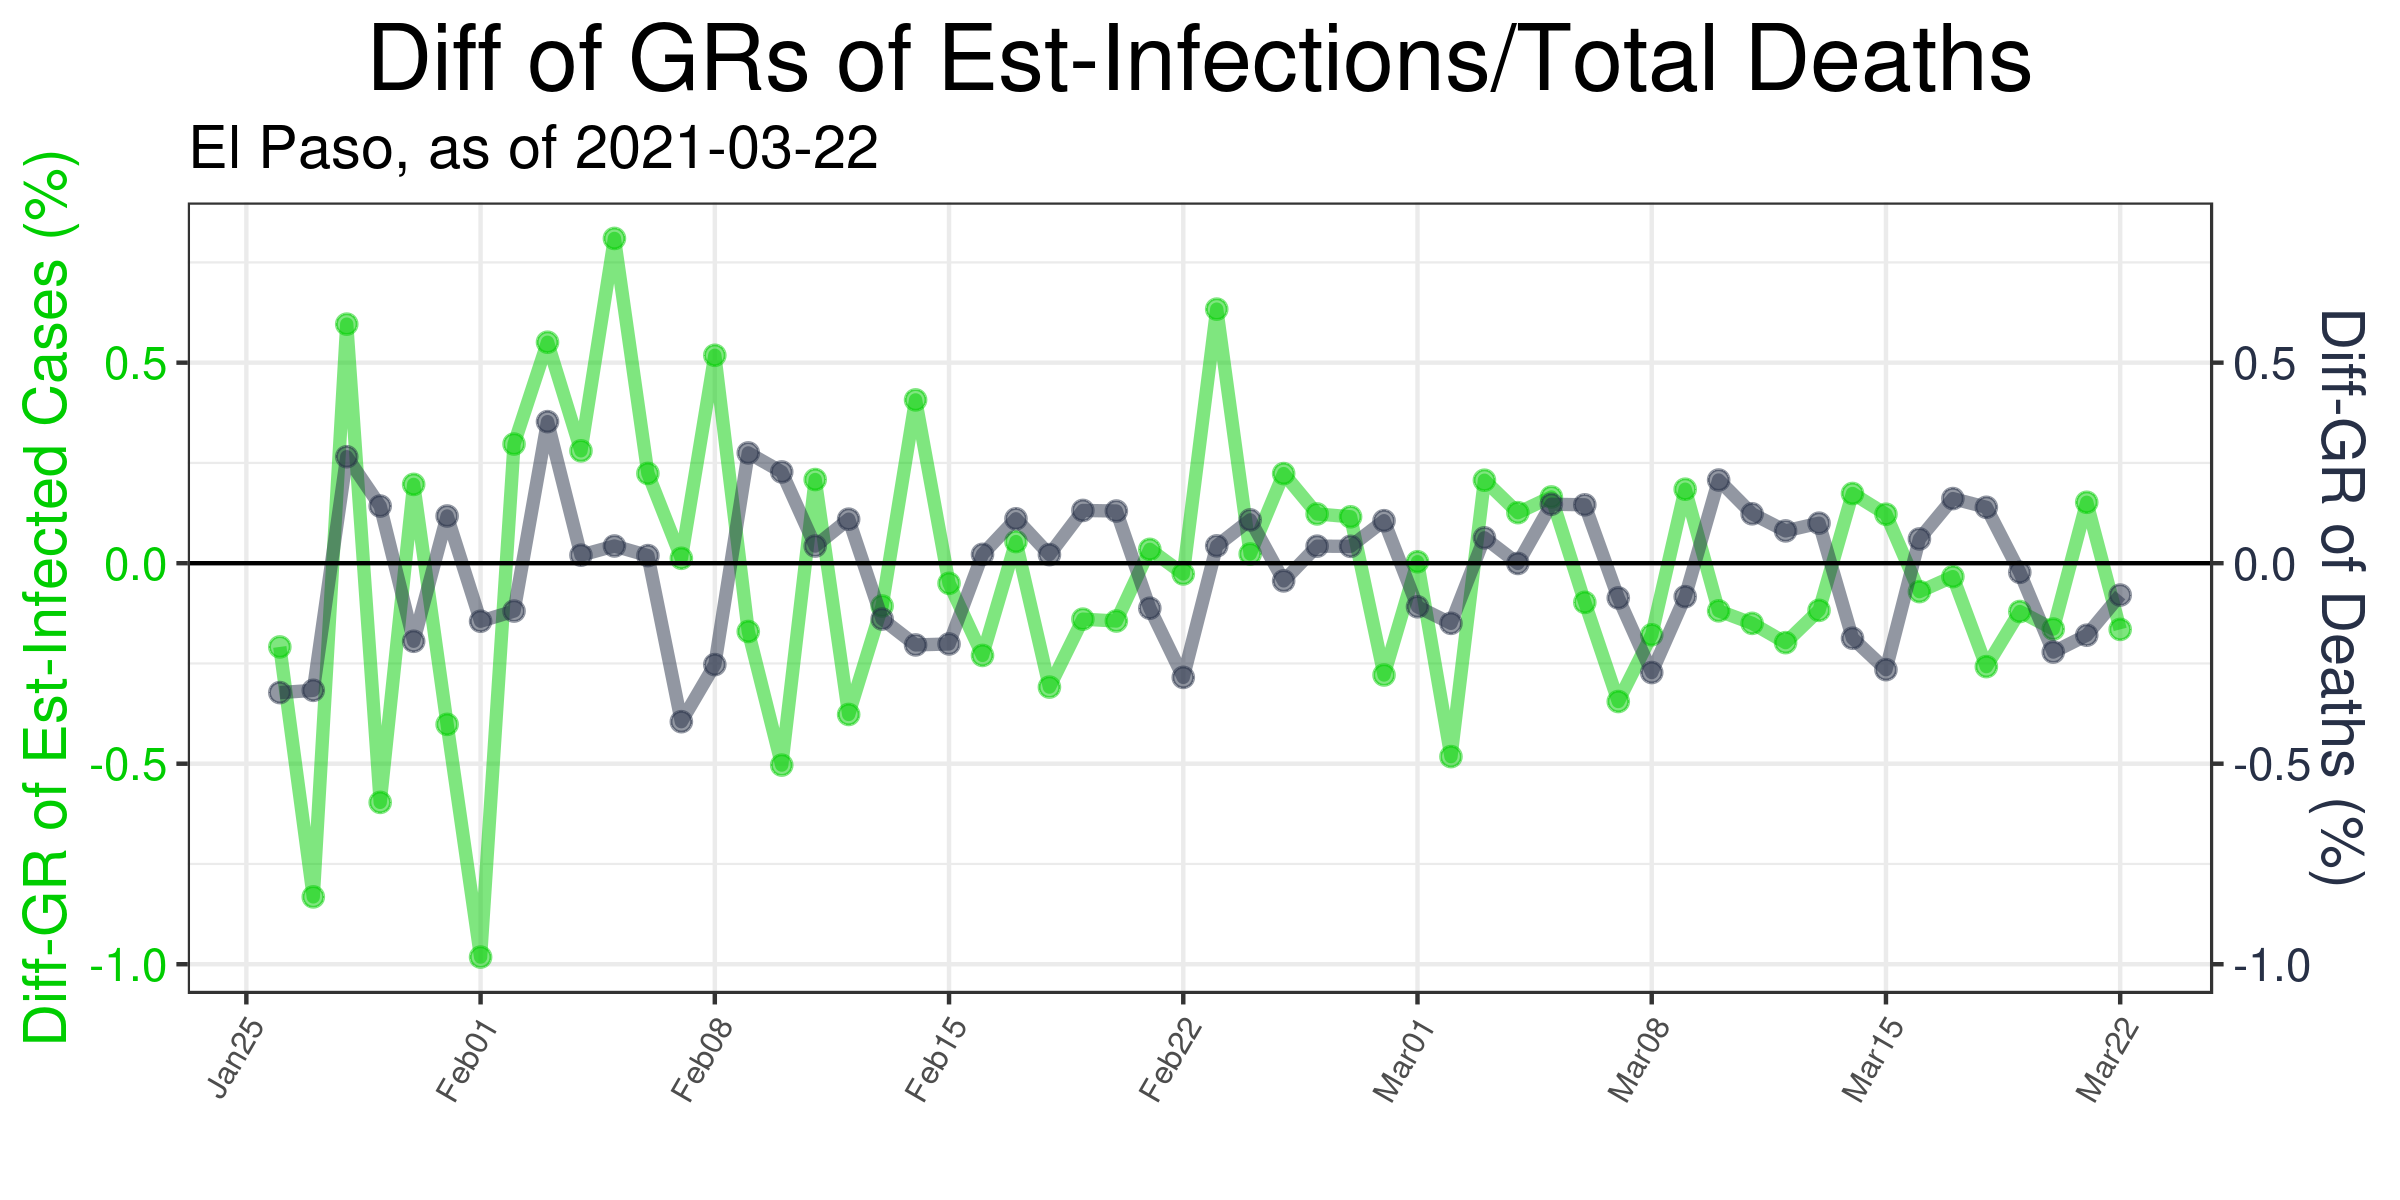 Diff of GRs of Est-Infections/Total Deaths
El Paso, as of 2021-03-22
Diff-GR of Est-Infected Cases (%)
0.5
0.0
-0.5
-1.0
0.5
0.0
-0.5
-1.0
Diff-GR of Deaths (%)
Jan25 Feb01 Feb08 Feb15 Feb22 Mar01 Mar08 Mar15 Mar22